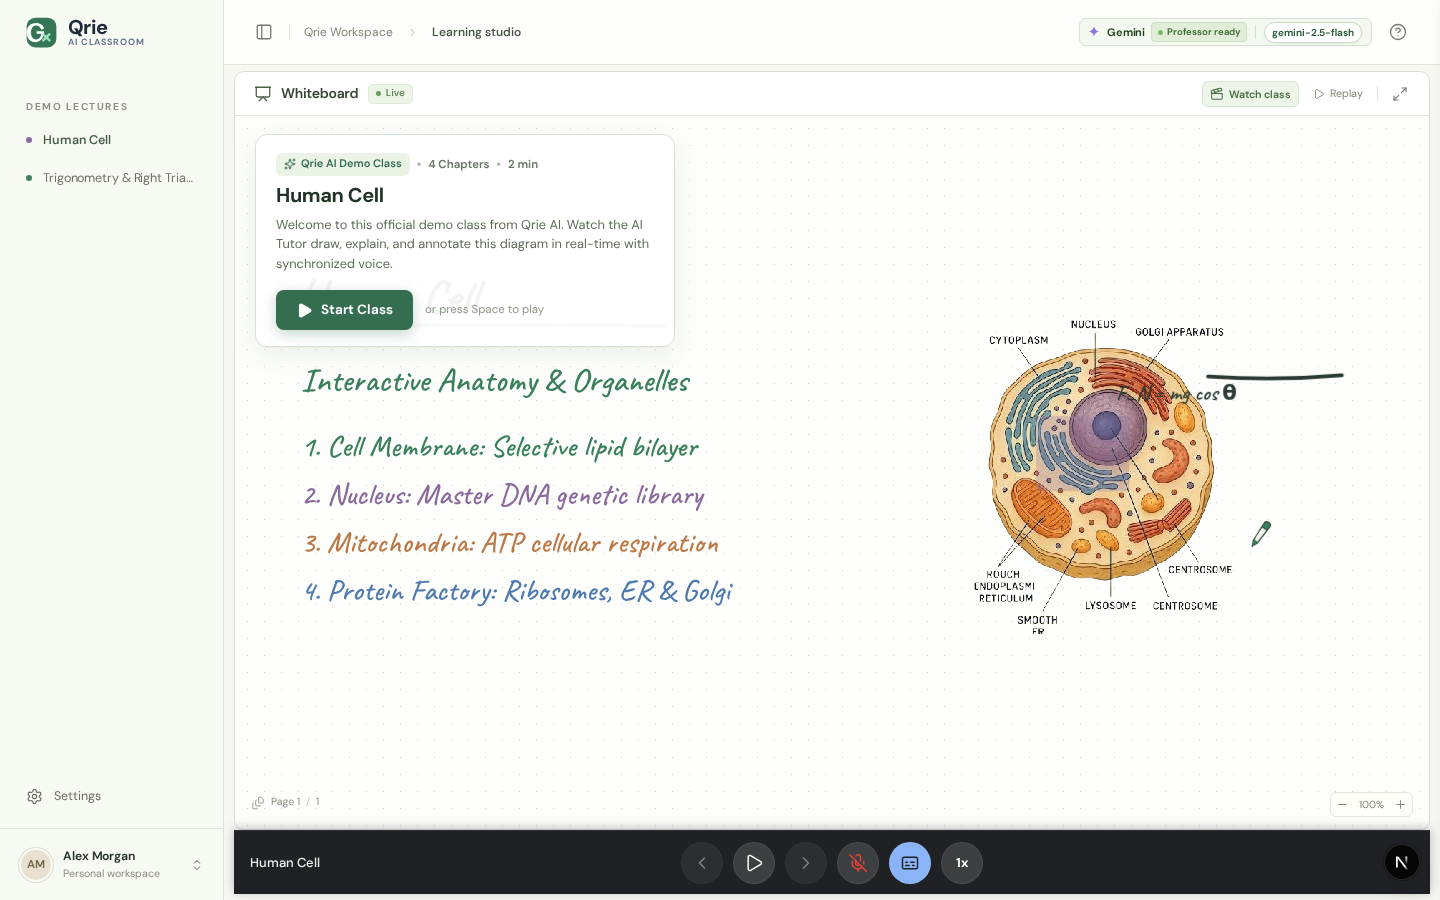 Qrie
AI CLASSROOM
DEMO LECTURES
Human Cell
Trigonometry & Right Tria...
Settings
AM
Alex Morgan
Personal workspace
Qrie Workspace
Learning studio
Gemini
Professor ready
gemini-2.5-flash
Whiteboard
Live
Watch class
Replay
Qrie AI Demo Class • 4 Chapters • 2 min
Human Cell
Welcome to this official demo class from Qrie AI. Watch the AI
Tutor draw, explain, and annotate this diagram in real-time with
synchronized voice.
Start Class
or press Space to play
Cell
Interactive Anatomy & Organelles
1. Cell Membrane: Selective lipid bilayer
2. Nucleus: Master DNA genetic library
3. Mitochondria: ATP cellular respiration
4. Protein Factory: Ribosomes, ER & Golgi
NUCLEUS
GOLGI APPARATUS
CYTOPLASM
N = mg cos θ
CENTROSOME
ROUCH
ENDOPLASMI
RETICULUM
LYSOSOME
CENTROSOME
SMOOTH
ER
Page 1 / 1
100%
Human Cell
1x
N